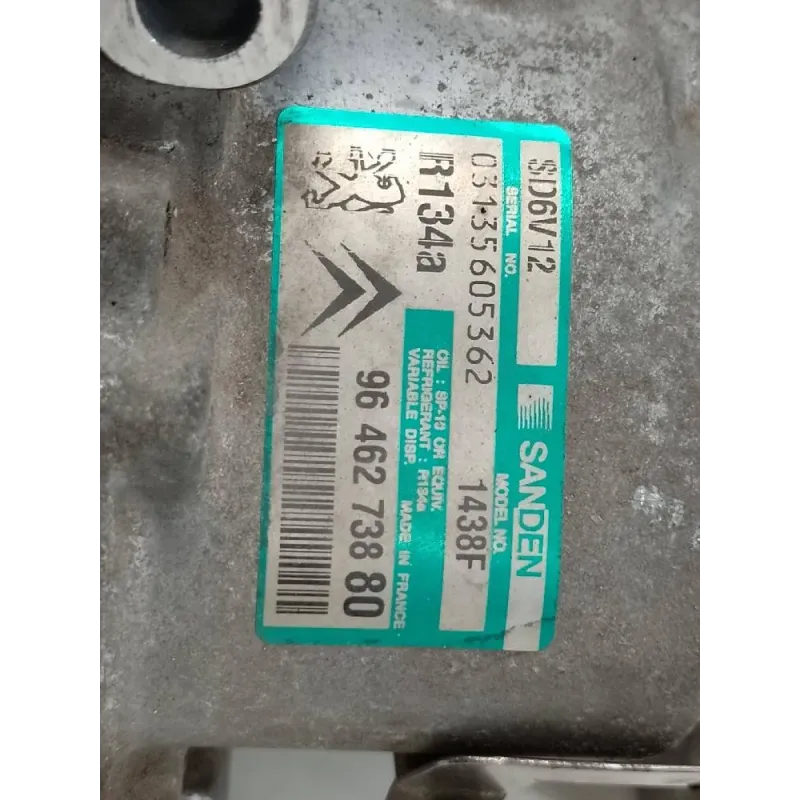 SD6V12
SANDEN
SERIAL NO.
MODEL NO.
03135605362
1438F
R134a
OIL : SP-10 OR EQUIV.
REFRIGERANT : R134a
VARIABLE DISP.
MADE IN FRANCE
96 462 738 80